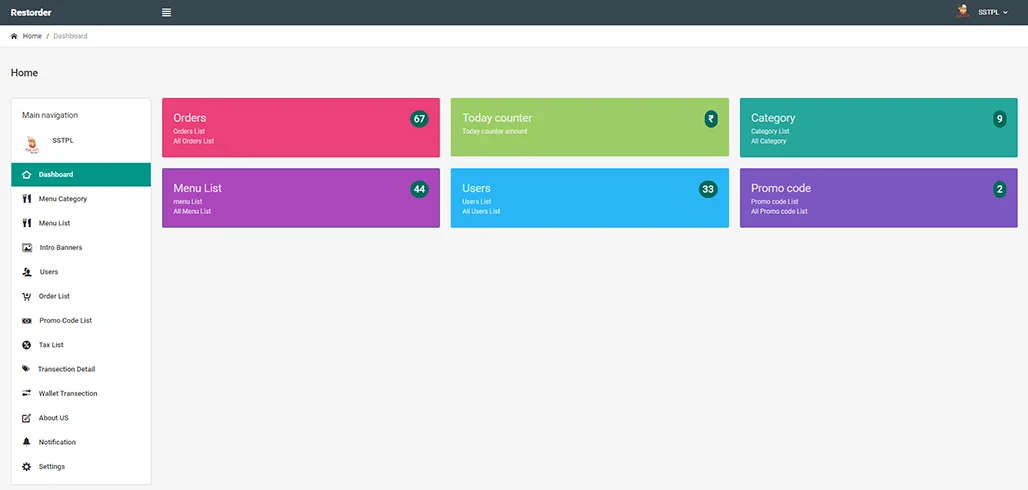 Restorder
SSTPL
Home / Dashboard
Home
Main navigation
SSTPL
Dashboard
Menu Category
Menu List
Intro Banners
Users
Order List
Promo Code List
Tax List
Transection Detail
Wallet Transection
About US
Notification
Settings
Orders 67
Orders List
All Orders List
Today counter ₹
Today counter amount
Category 9
Category List
All Category
Menu List 44
menu List
All Menu List
Users 33
Users List
All Users List
Promo code 2
Promo code List
All Promo code List